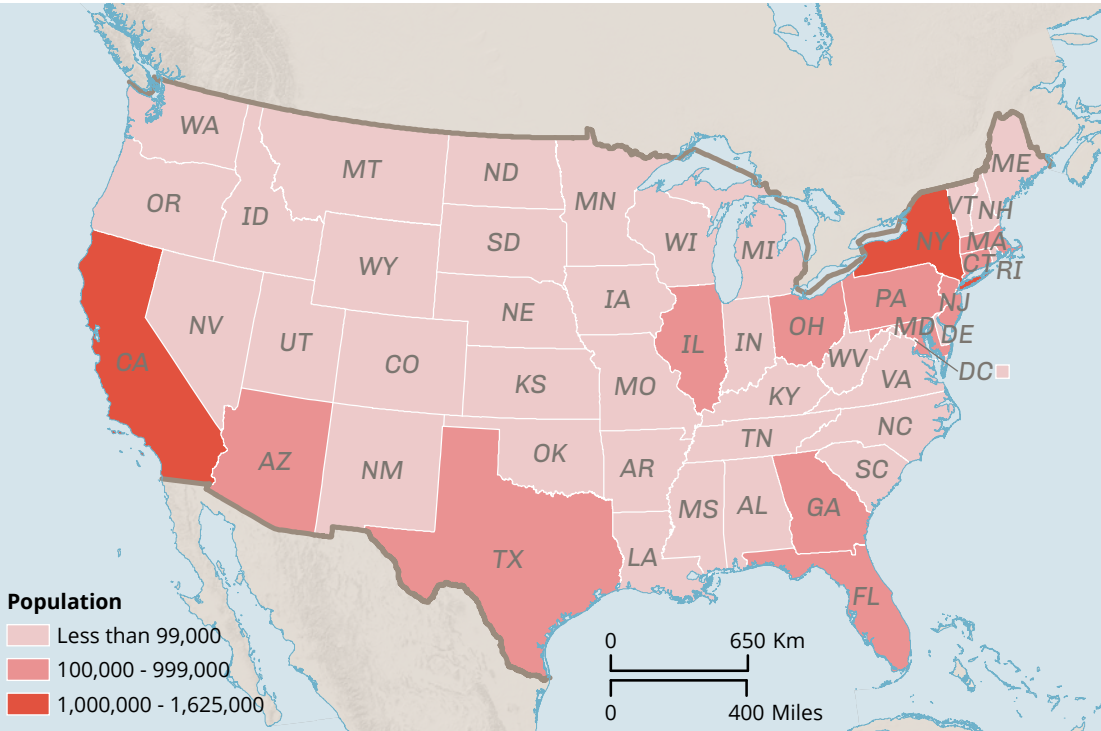 WA
MT
ND
MN
ME
OR
ID
SD
WI
MI
VT
NH
NY
MA
CT
RI
WY
IA
NE
PA
NJ
NV
UT
CO
KS
MO
IL
IN
OH
MD
DE
WV
VA
DC
CA
KY
NC
TN
AZ
NM
OK
AR
SC
MS
AL
GA
TX
LA
FL
Population
Less than 99,000
100,000 - 999,000
1,000,000 - 1,625,000
0 650 Km
0 400 Miles